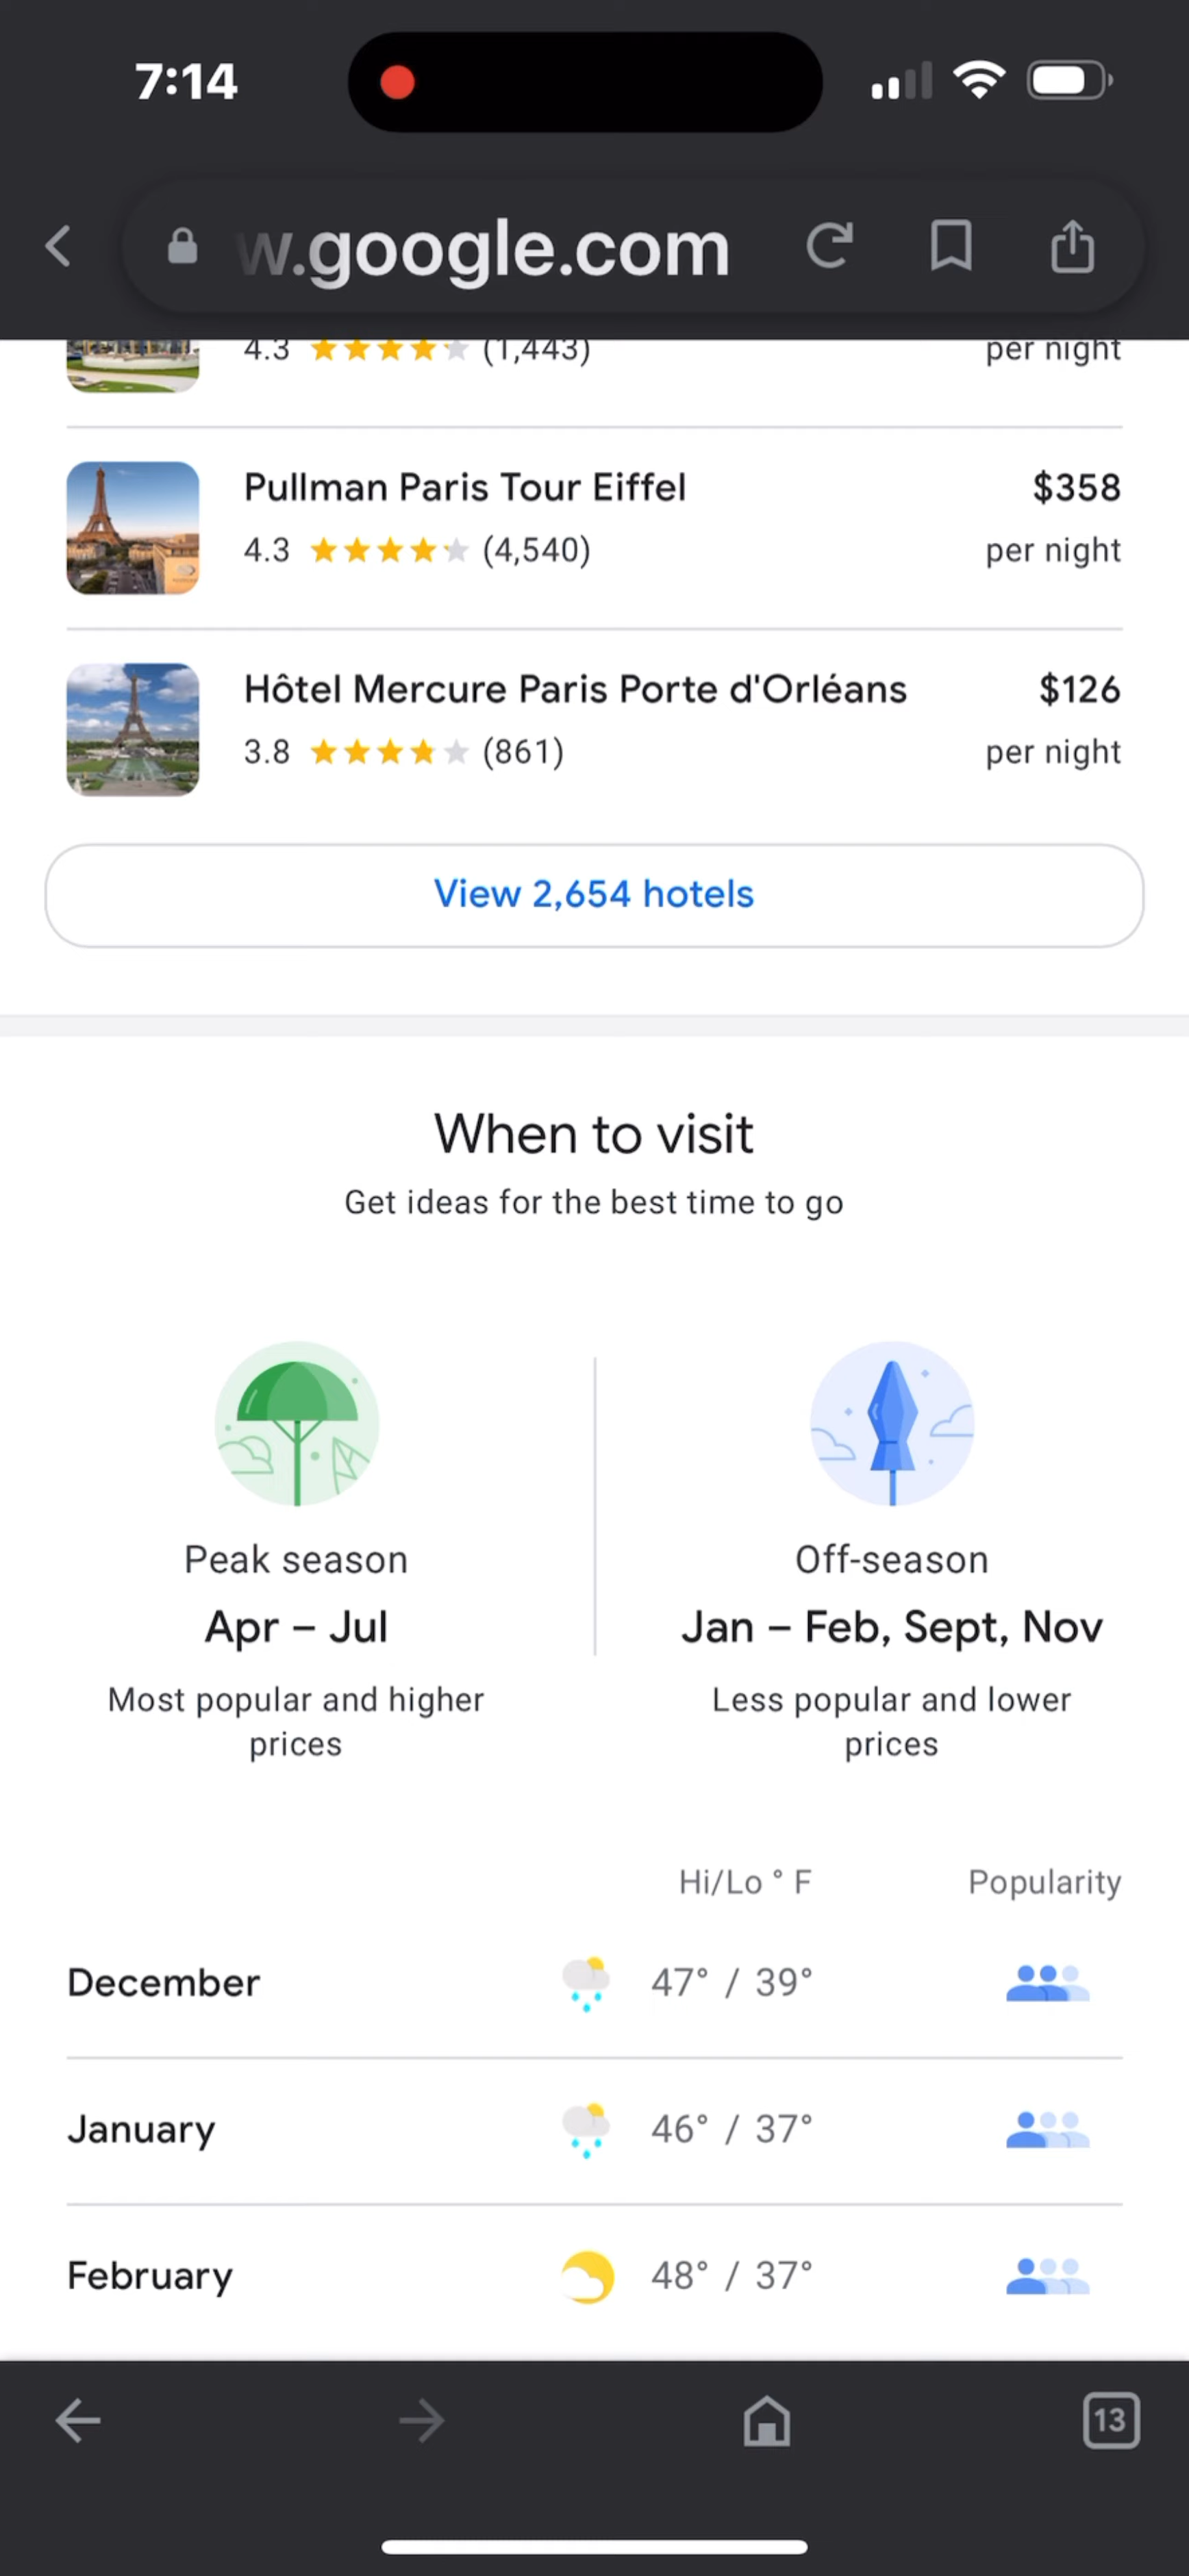 7:14
w.google.com
4.3 (1,443) per night
Pullman Paris Tour Eiffel $358
4.3 (4,540) per night
Hôtel Mercure Paris Porte d'Orléans $126
3.8 (861) per night
View 2,654 hotels
When to visit
Get ideas for the best time to go
Peak season
Apr – Jul
Most popular and higher
prices
Off-season
Jan – Feb, Sept, Nov
Less popular and lower
prices
Hi/Lo ° F Popularity
December 47° / 39°
January 46° / 37°
February 48° / 37°
13